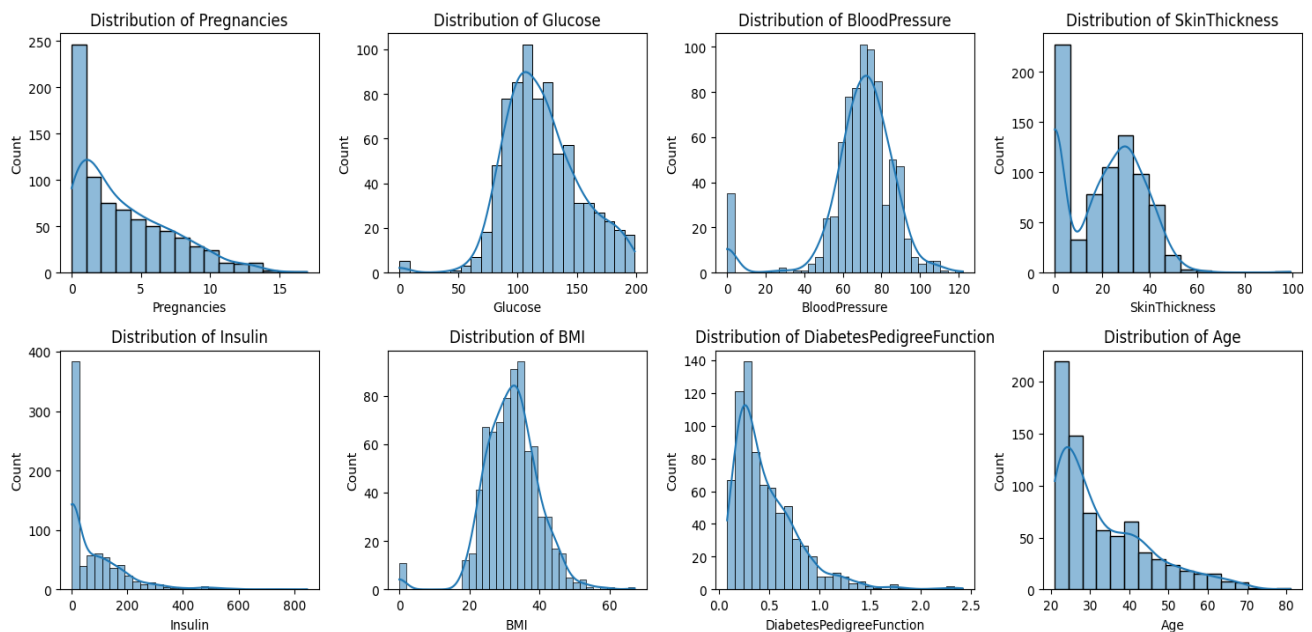 Distribution of Pregnancies
250
200
150
100
50
0
Count
0 5 10 15
Pregnancies
Distribution of Glucose
100
80
60
40
20
0
Count
0 50 100 150 200
Glucose
Distribution of BloodPressure
100
80
60
40
20
0
Count
0 20 40 60 80 100 120
BloodPressure
Distribution of SkinThickness
200
150
100
50
0
Count
0 20 40 60 80 100
SkinThickness
Distribution of Insulin
400
300
200
100
0
Count
0 200 400 600 800
Insulin
Distribution of BMI
80
60
40
20
0
Count
0 20 40 60
BMI
Distribution of DiabetesPedigreeFunction
140
120
100
80
60
40
20
0
Count
0.0 0.5 1.0 1.5 2.0 2.5
DiabetesPedigreeFunction
Distribution of Age
200
150
100
50
0
Count
20 30 40 50 60 70 80
Age